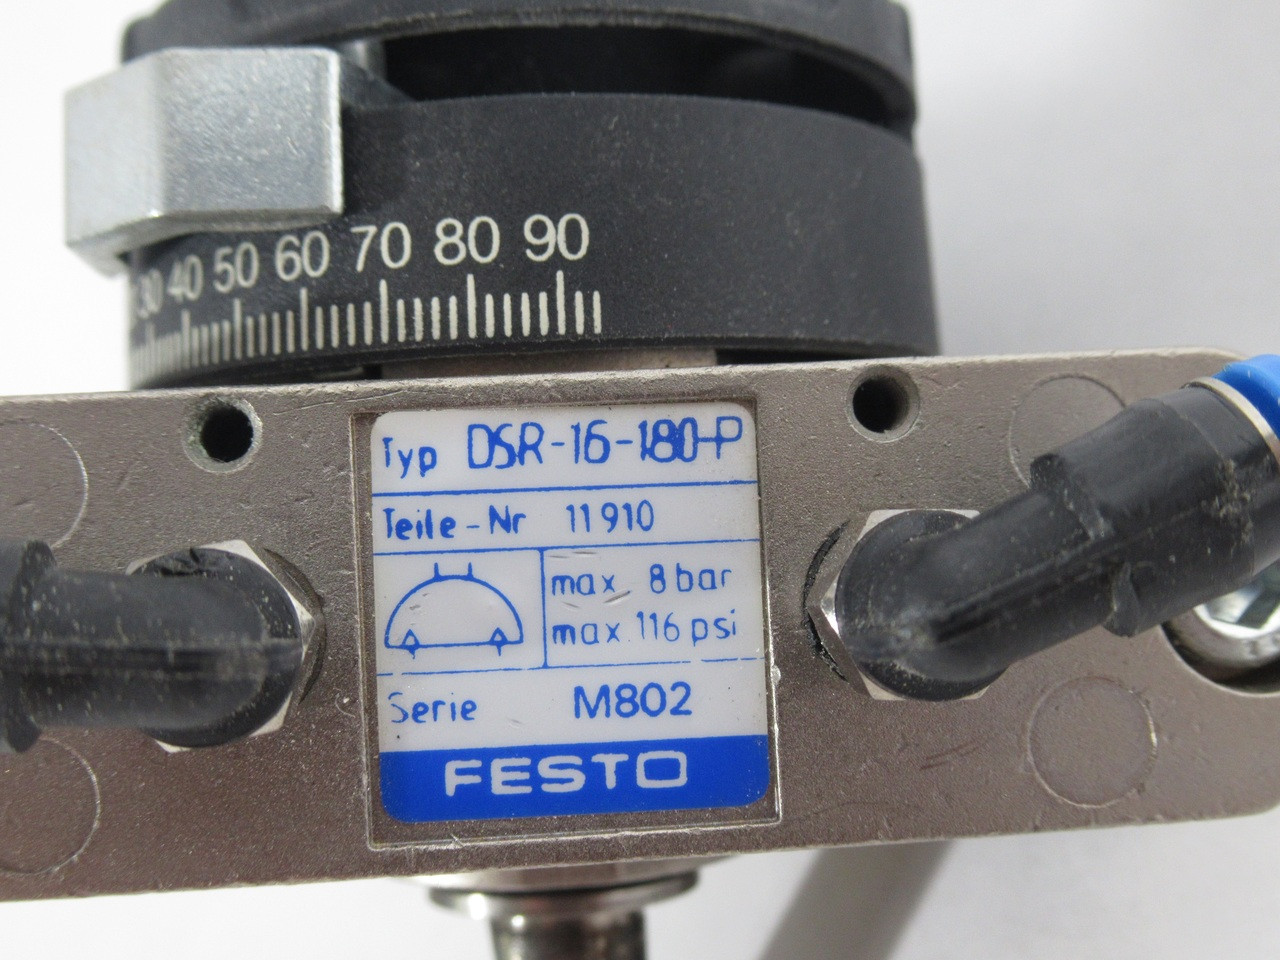 30 40 50 60 70 80 90
Typ DSR-16-180-P
Teile-Nr 11910
max 8 bar
max. 116 psi
Serie M802
FESTO